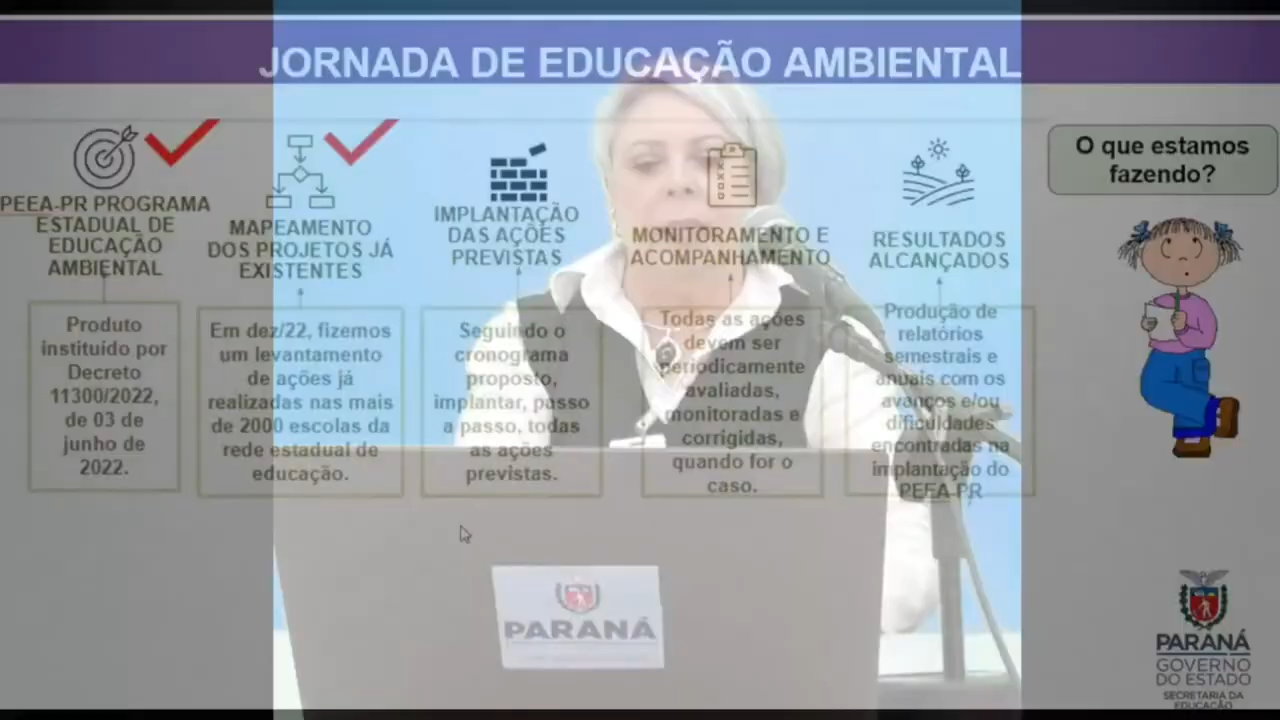 JORNADA DE EDUCAÇÃO AMBIENTAL
O que estamos
fazendo?
PEEA-PR PROGRAMA
ESTADUAL DE
EDUCAÇÃO
AMBIENTAL
MAPEAMENTO
DOS PROJETOS JÁ
EXISTENTES
IMPLANTAÇÃO
DAS AÇÕES
PREVISTAS
MONITORAMENTO E
ACOMPANHAMENTO
RESULTADOS
ALCANÇADOS
Produto
instituído por
Decreto
11300/2022,
de 03 de
junho de
2022.
Em dez/22, fizemos
um levantamento
de ações já
realizadas nas mais
de 2000 escolas da
rede estadual de
educação.
Seguindo o
cronograma
proposto,
implantar, passo
a passo, todas
as ações
previstas.
Todas as ações
devem ser
periodicamente
avaliadas,
monitoradas e
corrigidas,
quando for o
caso.
Produção de
relatórios
semestrais e
anuais com os
avanços e/ou
dificuldades
encontradas na
implantação do
PEEA-PR
PARANÁ
PARANÁ
GOVERNO
DO ESTADO
SECRETARIA DA
EDUCAÇÃO